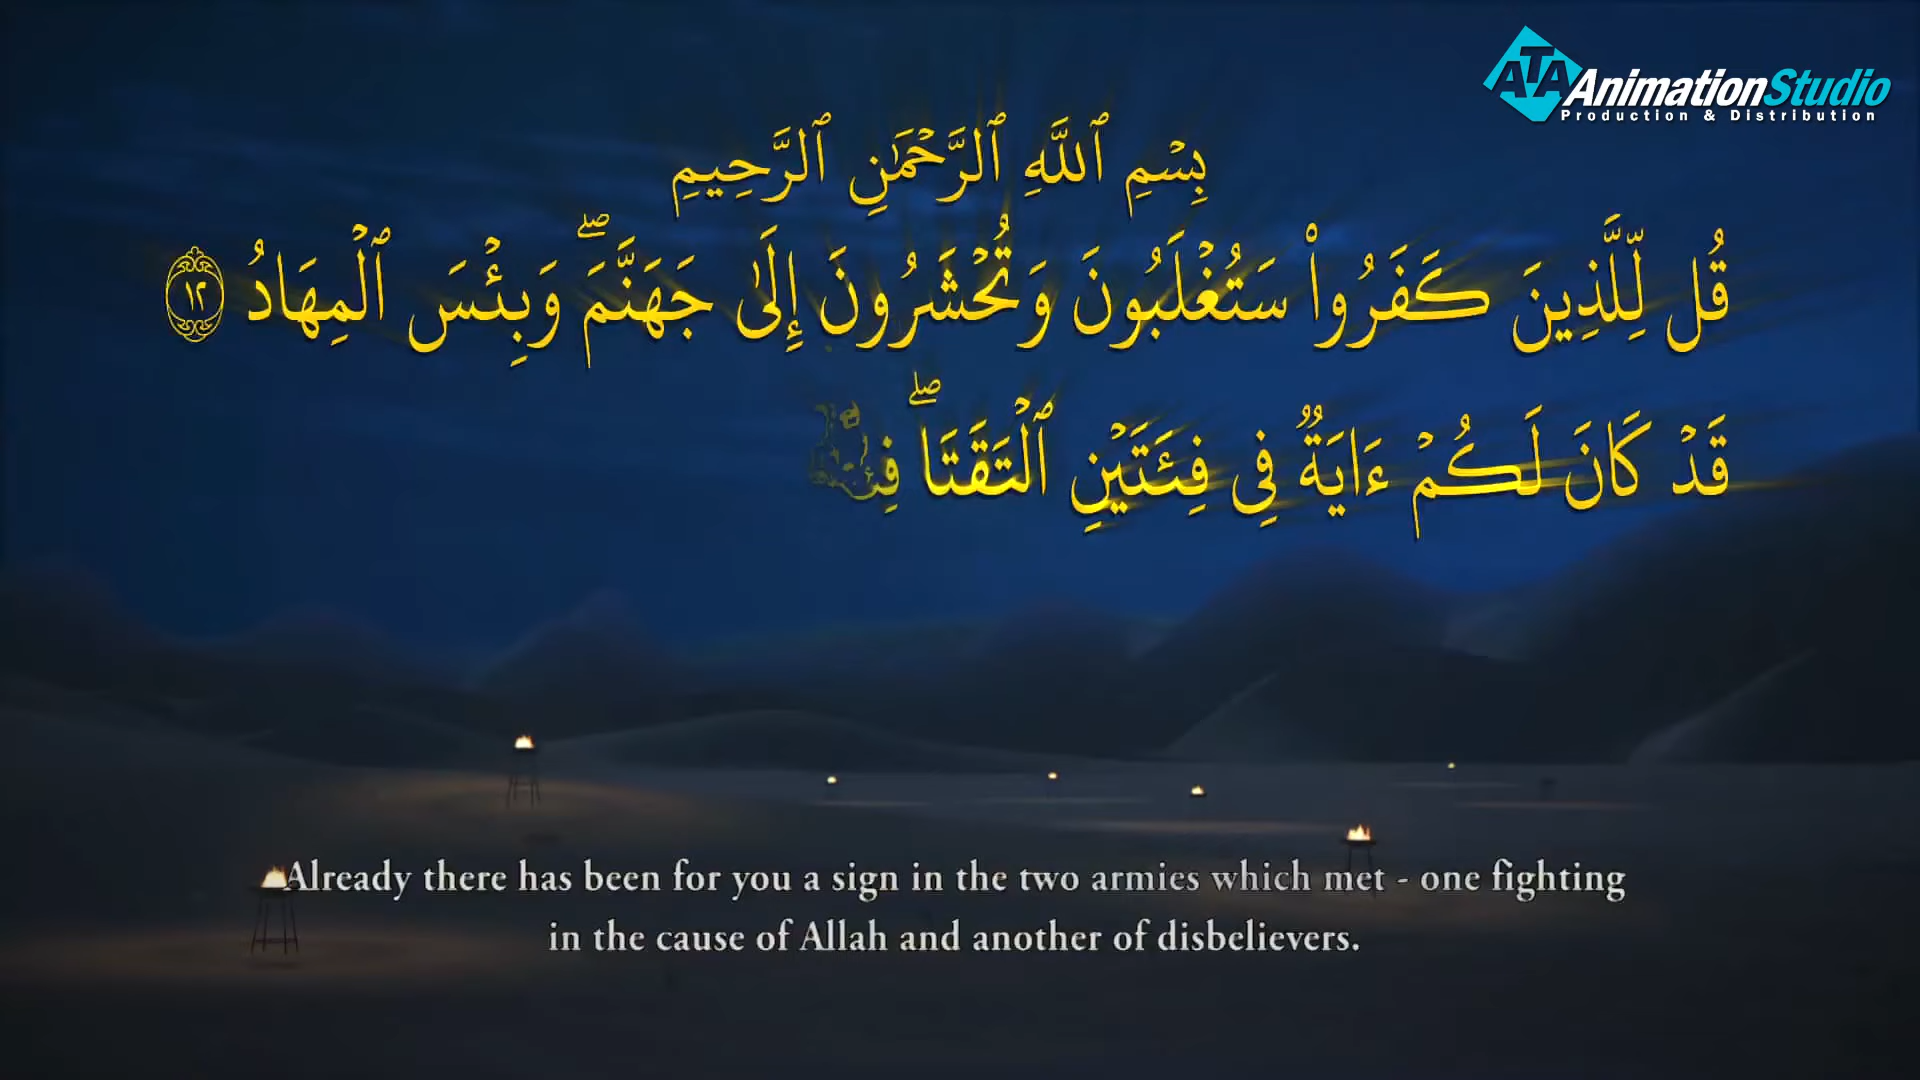 ATA AnimationStudio
Production & Distribution
بِسْمِ ٱللَّهِ ٱلرَّحْمَٰنِ ٱلرَّحِيمِ
قُل لِّلَّذِينَ كَفَرُوا۟ سَتُغْلَبُونَ وَتُحْشَرُونَ إِلَىٰ جَهَنَّمَ ۖ وَبِئْسَ ٱلْمِهَادُ ١٢
قَدْ كَانَ لَكُمْ ءَايَةٌ فِى فِئَتَيْنِ ٱلْتَقَتَا ۖ
Already there has been for you a sign in the two armies which met - one fighting
in the cause of Allah and another of disbelievers.